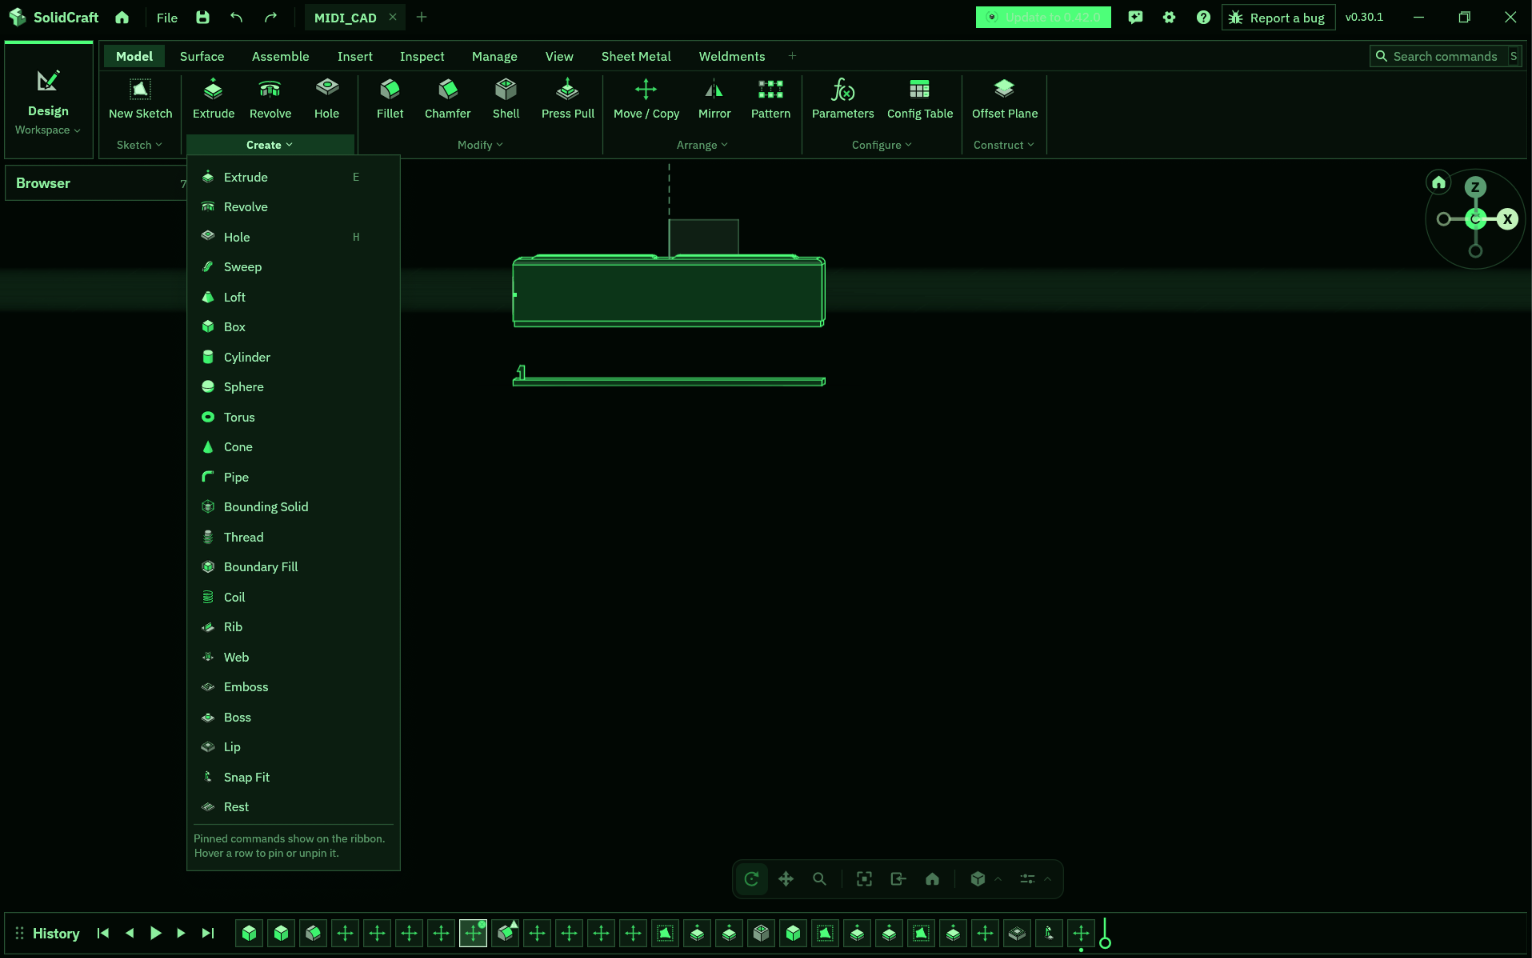 SolidCraft
File
MIDI_CAD
Update to 0.42.0
Report a bug
v0.30.1
Design
Workspace
Model
Surface
Assemble
Insert
Inspect
Manage
View
Sheet Metal
Weldments
Search commands
S
New Sketch
Extrude
Revolve
Hole
Fillet
Chamfer
Shell
Press Pull
Move / Copy
Mirror
Pattern
Parameters
Config Table
Offset Plane
Sketch
Create
Modify
Arrange
Configure
Construct
Browser
7
Z
C
X
Extrude E
Revolve
Hole H
Sweep
Loft
Box
Cylinder
Sphere
Torus
Cone
Pipe
Bounding Solid
Thread
Boundary Fill
Coil
Rib
Web
Emboss
Boss
Lip
Snap Fit
Rest
Pinned commands show on the ribbon.
Hover a row to pin or unpin it.
History